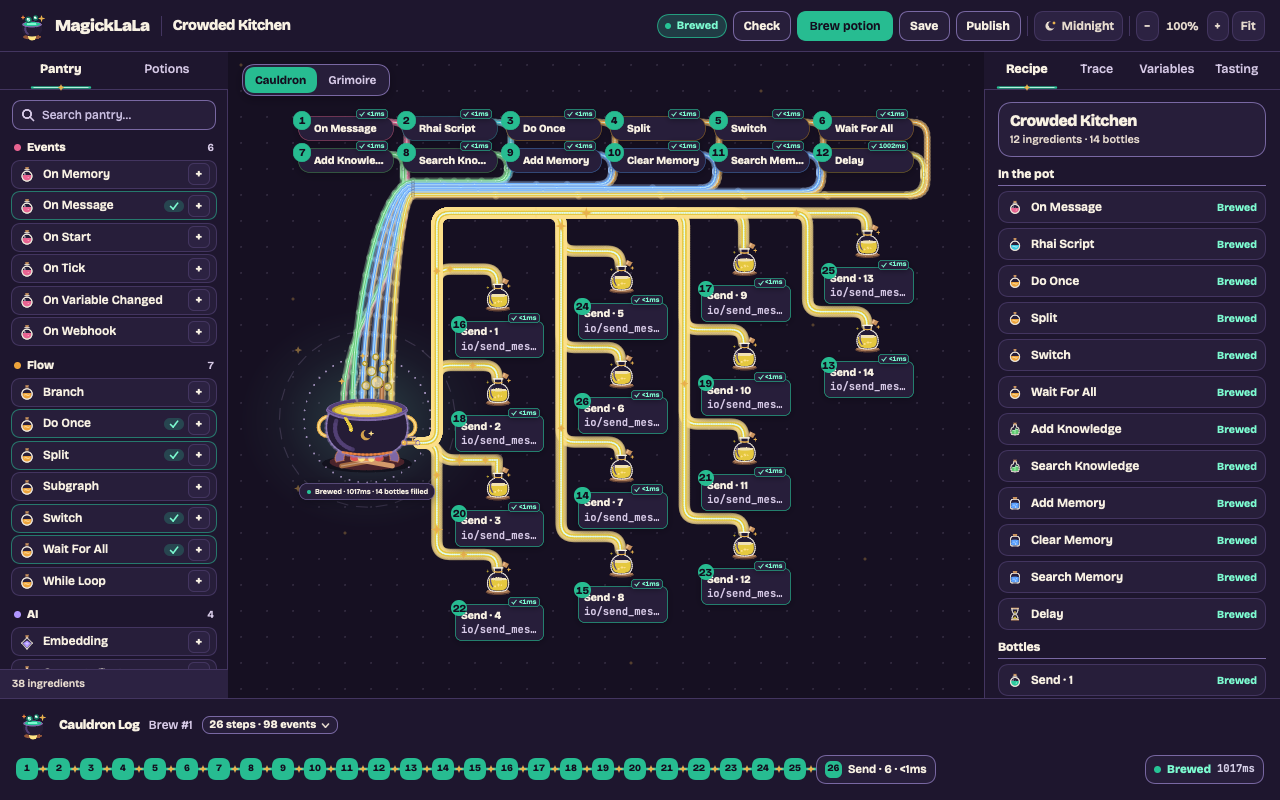 MagickLaLa
Crowded Kitchen
Brewed
Check
Brew potion
Save
Publish
Midnight
−
100%
+
Fit
Pantry
Potions
Search pantry...
Events 6
On Memory +
On Message +
On Start +
On Tick +
On Variable Changed +
On Webhook +
Flow 7
Branch +
Do Once +
Split +
Subgraph +
Switch +
Wait For All +
While Loop +
AI 4
Embedding +
38 ingredients
Cauldron
Grimoire
1 On Message <1ms
2 Rhai Script <1ms
3 Do Once <1ms
4 Split <1ms
5 Switch <1ms
6 Wait For All <1ms
7 Add Knowle... <1ms
8 Search Kno... <1ms
9 Add Memory <1ms
10 Clear Memory <1ms
11 Search Mem... <1ms
12 Delay 1002ms
Brewed · 1017ms · 14 bottles filled
16 Send · 1 <1ms
io/send_mes…
18 Send · 2 <1ms
io/send_mes…
20 Send · 3 <1ms
io/send_mes…
22 Send · 4 <1ms
io/send_mes…
24 Send · 5 <1ms
io/send_mes…
26 Send · 6 <1ms
io/send_mes…
14 Send · 7 <1ms
io/send_mes…
15 Send · 8 <1ms
io/send_mes…
17 Send · 9 <1ms
io/send_mes…
19 Send · 10 <1ms
io/send_mes…
21 Send · 11 <1ms
io/send_mes…
23 Send · 12 <1ms
io/send_mes…
25 Send · 13 <1ms
io/send_mes…
13 Send · 14 <1ms
io/send_mes…
Recipe
Trace
Variables
Tasting
Crowded Kitchen
12 ingredients · 14 bottles
In the pot
On Message Brewed
Rhai Script Brewed
Do Once Brewed
Split Brewed
Switch Brewed
Wait For All Brewed
Add Knowledge Brewed
Search Knowledge Brewed
Add Memory Brewed
Clear Memory Brewed
Search Memory Brewed
Delay Brewed
Bottles
Send · 1 Brewed
Cauldron Log Brew #1 26 steps · 98 events
1 2 3 4 5 6 7 8 9 10 11 12 13 14 15 16 17 18 19 20 21 22 23 24 25 26 Send · 6 · <1ms
Brewed 1017ms